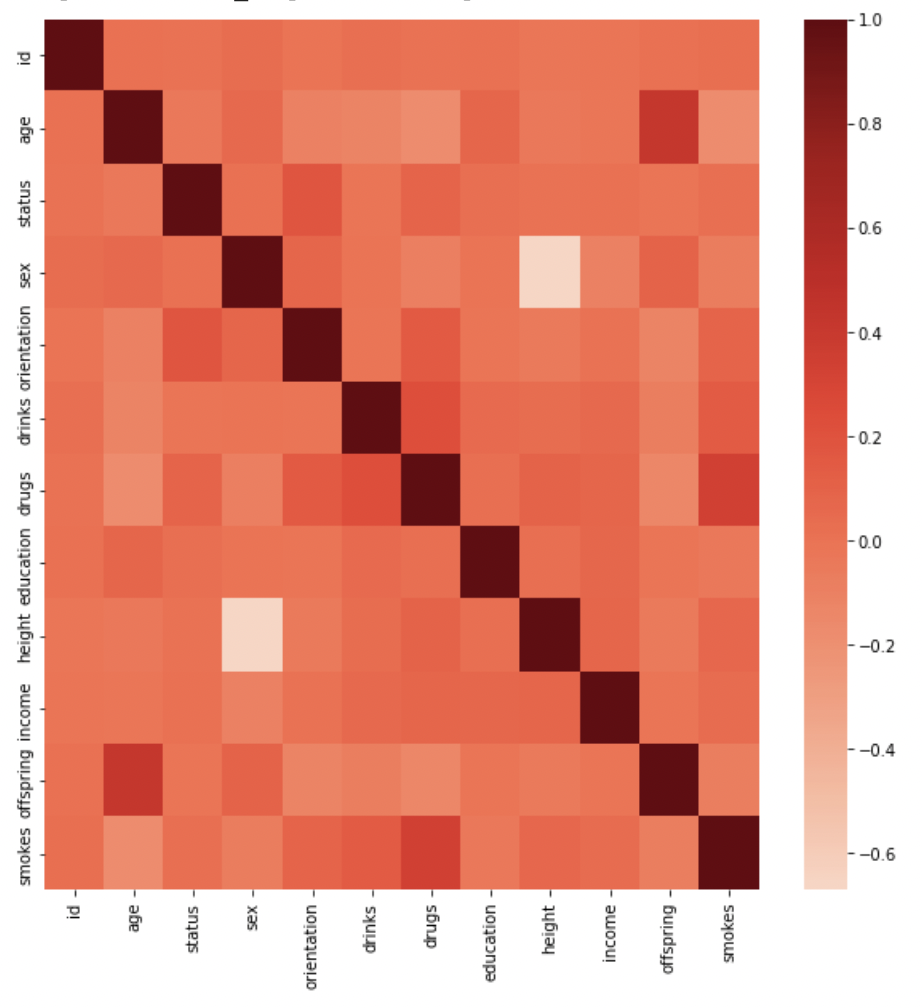 id
age
status
sex
orientation
drinks
drugs
education
height
income
offspring
smokes
id
age
status
sex
orientation
drinks
drugs
education
height
income
offspring
smokes
1.0
0.8
0.6
0.4
0.2
0.0
−0.2
−0.4
−0.6